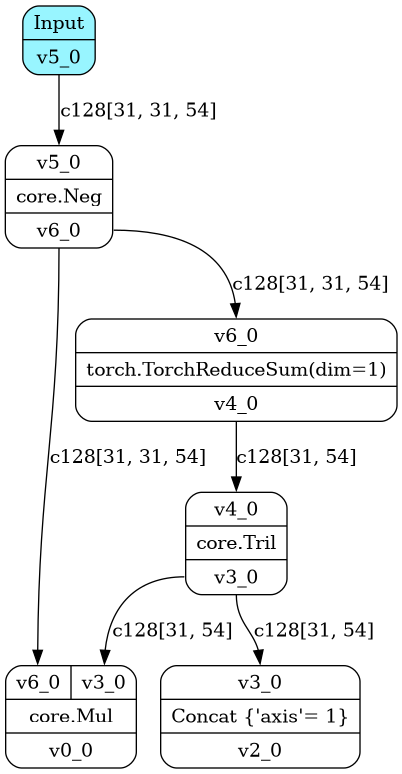 Input
v5_0
c128[31, 31, 54]
v5_0
core.Neg
v6_0
c128[31, 31, 54]
v6_0
torch.TorchReduceSum(dim=1)
v4_0
c128[31, 31, 54]
c128[31, 54]
v4_0
core.Tril
v3_0
c128[31, 54]
c128[31, 54]
v6_0 v3_0
core.Mul
v0_0
v3_0
Concat {'axis'= 1}
v2_0